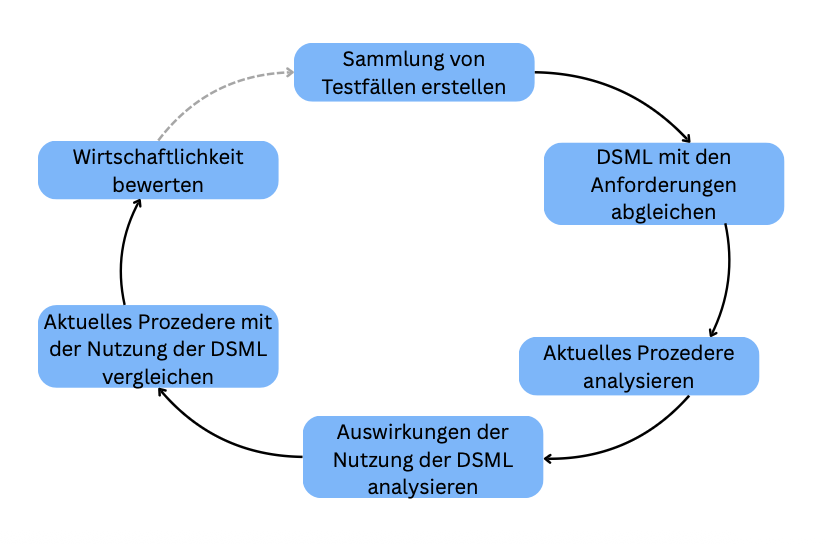 Sammlung von
Testfällen erstellen
DSML mit den
Anforderungen
abgleichen
Aktuelles Prozedere
analysieren
Auswirkungen der
Nutzung der DSML
analysieren
Aktuelles Prozedere mit
der Nutzung der DSML
vergleichen
Wirtschaftlichkeit
bewerten